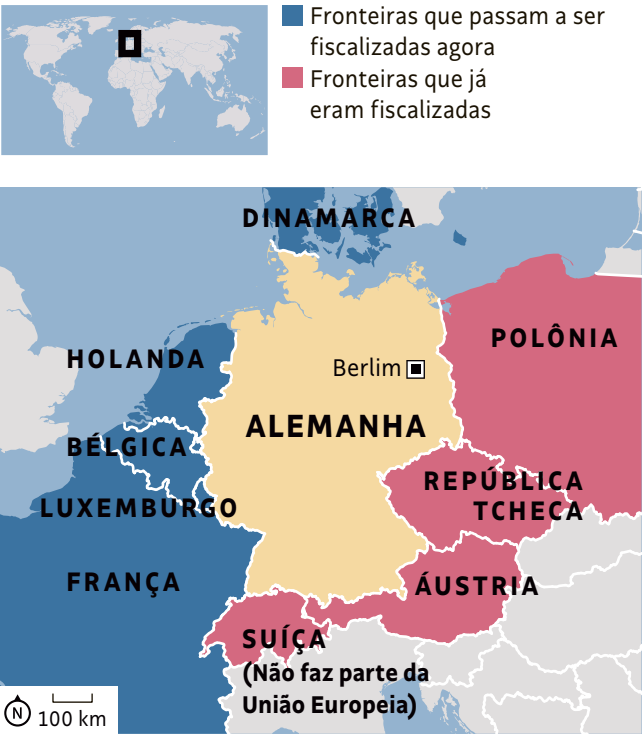 Fronteiras que passam a ser
fiscalizadas agora
Fronteiras que já
eram fiscalizadas
DINAMARCA
POLÔNIA
HOLANDA
Berlim
ALEMANHA
BÉLGICA
REPÚBLICA
TCHECA
LUXEMBURGO
FRANÇA
ÁUSTRIA
SUÍÇA
(Não faz parte da
União Europeia)
N
100 km